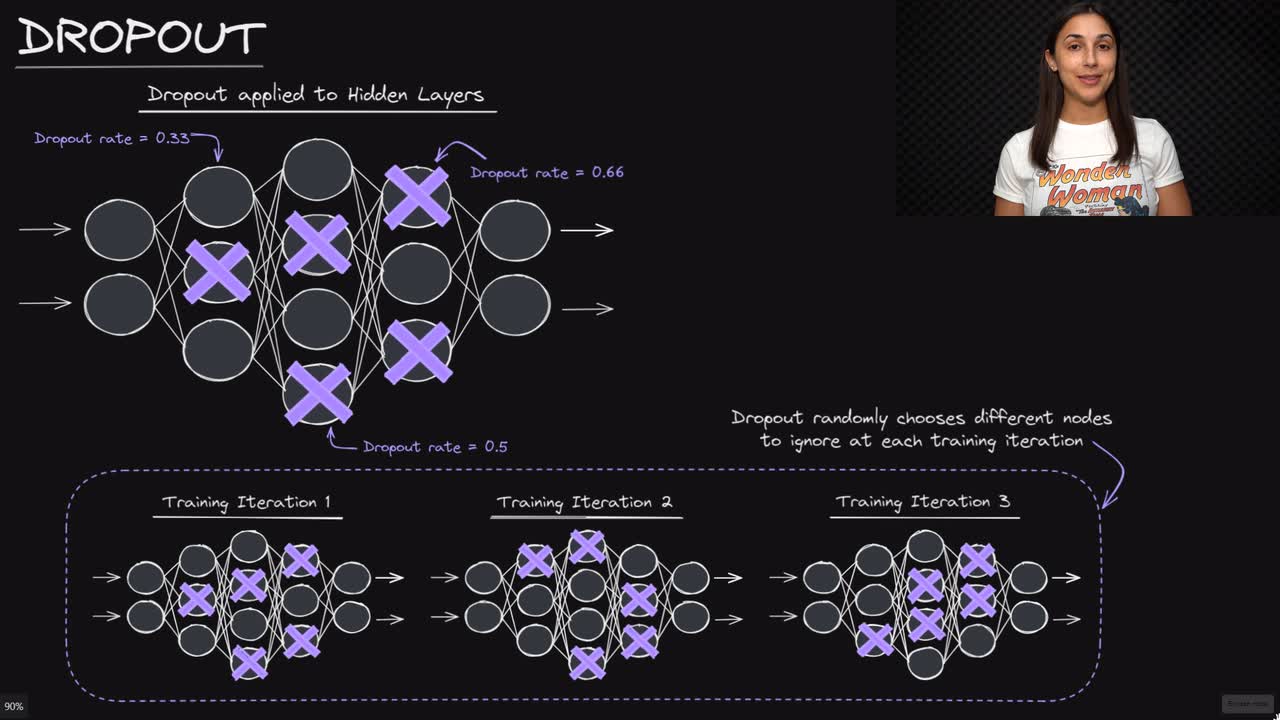 DROPOUT
Dropout applied to Hidden Layers
Dropout rate = 0.33
Dropout rate = 0.66
Dropout rate = 0.5
Wonder
Woman
Dropout randomly chooses different nodes
to ignore at each training iteration
Training Iteration 1
Training Iteration 2
Training Iteration 3
90%